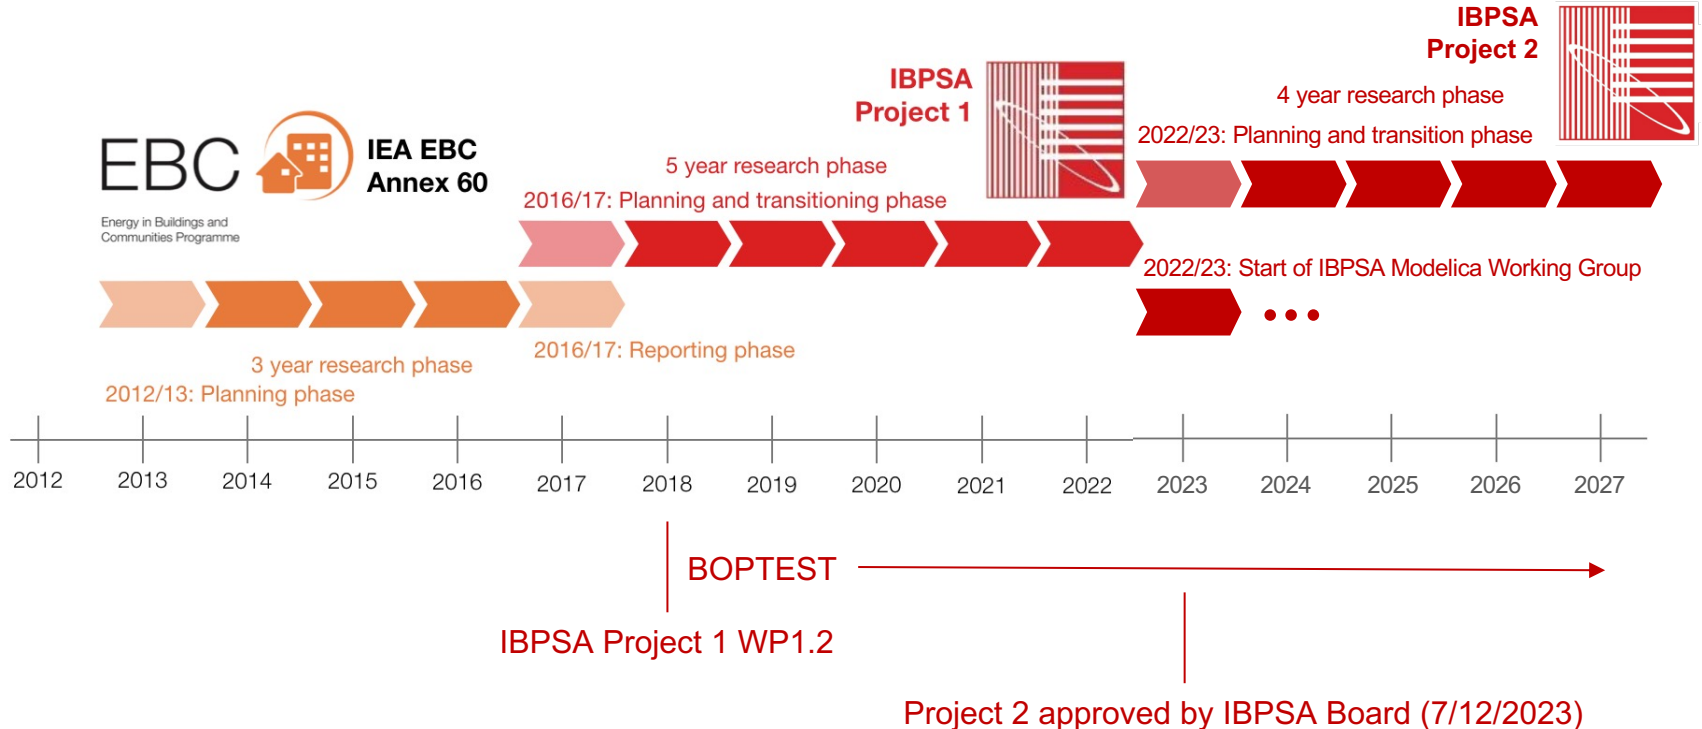 IBPSA
Project 2
4 year research phase
2022/23: Planning and transition phase
IBPSA
Project 1
5 year research phase
2016/17: Planning and transitioning phase
EBC
IEA EBC
Annex 60
Energy in Buildings and
Communities Programme
2022/23: Start of IBPSA Modelica Working Group
2016/17: Reporting phase
3 year research phase
2012/13: Planning phase
2012 2013 2014 2015 2016 2017 2018 2019 2020 2021 2022 2023 2024 2025 2026 2027
BOPTEST
IBPSA Project 1 WP1.2
Project 2 approved by IBPSA Board (7/12/2023)